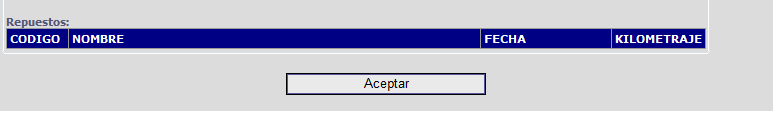 Repuestos:
CODIGO NOMBRE FECHA KILOMETRAJE
Aceptar